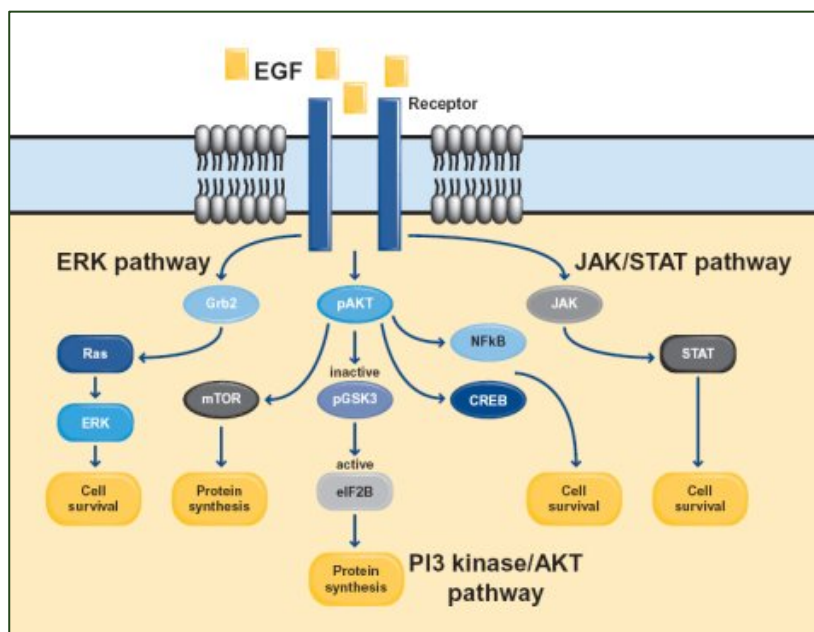 EGF
Receptor
ERK pathway
JAK/STAT pathway
Grb2
pAKT
JAK
NFkB
Ras
STAT
inactive
mTOR
pGSK3
CREB
ERK
active
eIF2B
Cell
survival
Protein
synthesis
Cell
survival
Cell
survival
Protein
synthesis
PI3 kinase/AKT
pathway